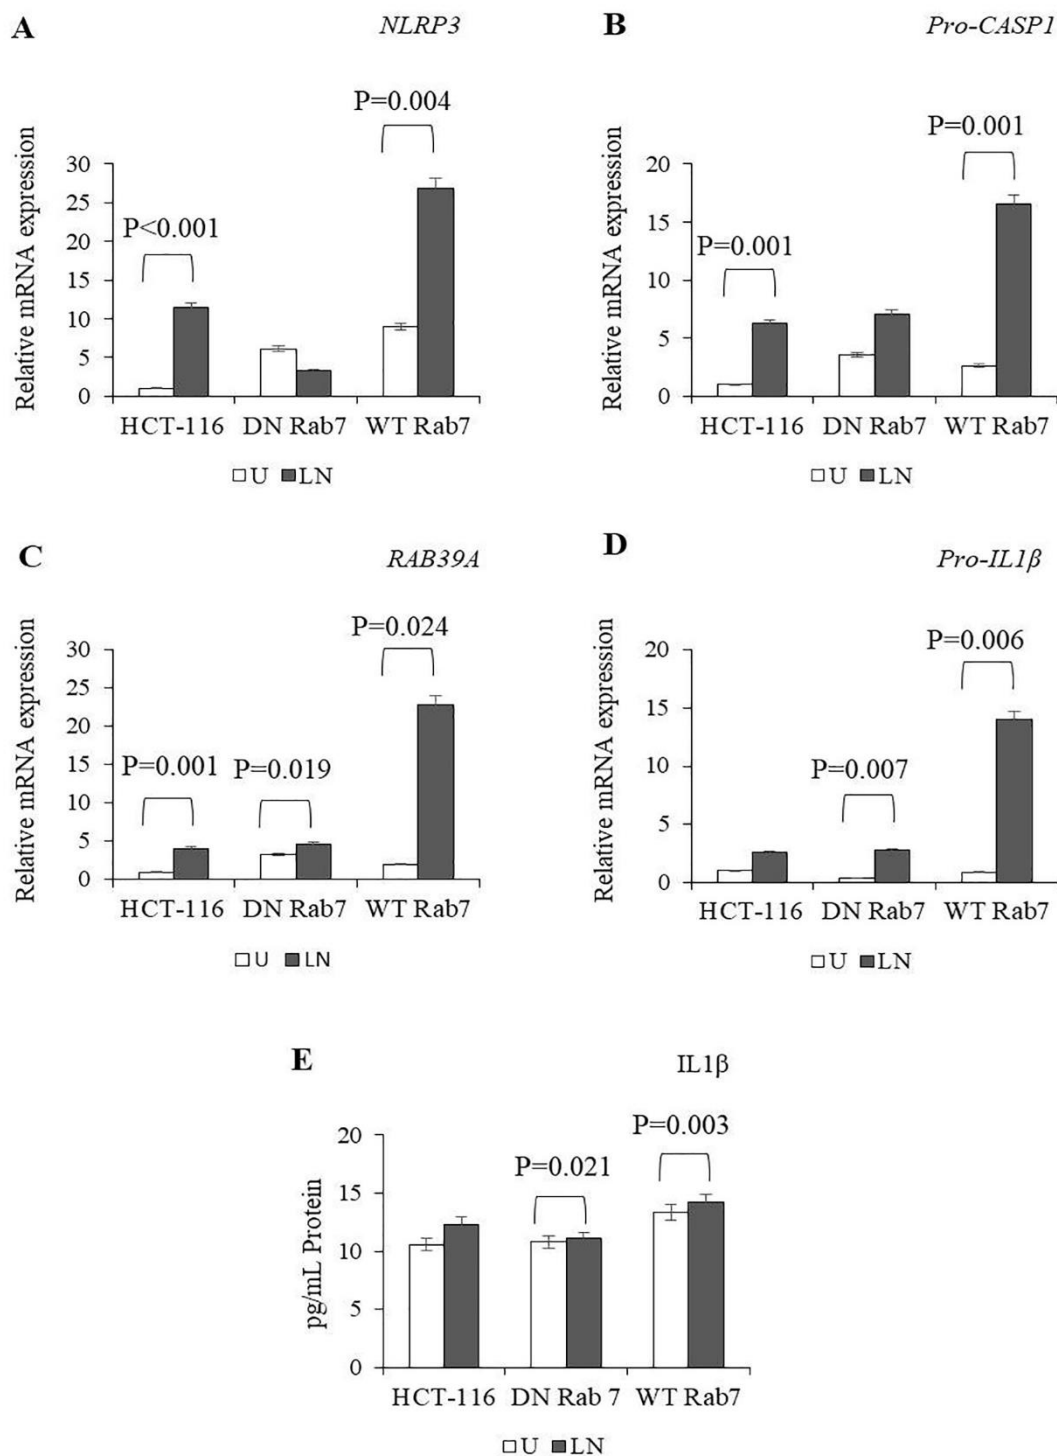 A
NLRP3
P=0.004
P<0.001
Relative mRNA expression
30
25
20
15
10
5
0
HCT-116 DN Rab7 WT Rab7
U LN
B
Pro-CASP1
P=0.001
P=0.001
Relative mRNA expression
20
15
10
5
0
HCT-116 DN Rab7 WT Rab7
U LN
C
RAB39A
P=0.024
P=0.001 P=0.019
Relative mRNA expression
30
25
20
15
10
5
0
HCT-116 DN Rab7 WT Rab7
U LN
D
Pro-IL1β
P=0.006
P=0.007
Relative mRNA expression
20
15
10
5
0
HCT-116 DN Rab7 WT Rab7
U LN
E
IL1β
P=0.003
P=0.021
pg/mL Protein
20
15
10
5
0
HCT-116 DN Rab 7 WT Rab7
U LN